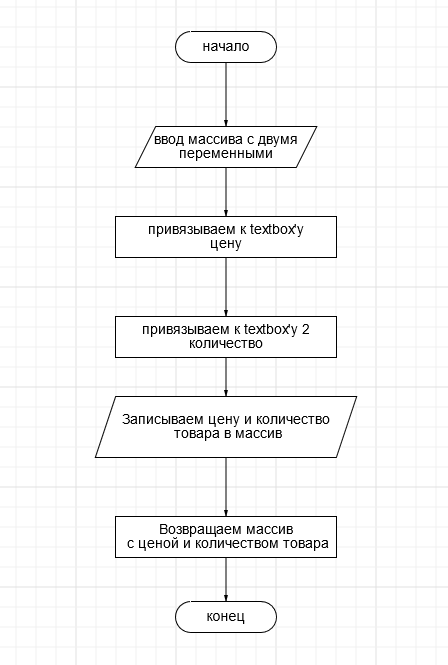 начало
ввод массива с двумя
переменными
привязываем к textbox'у
цену
привязываем к textbox'у 2
количество
Записываем цену и количество
товара в массив
Возвращаем массив
с ценой и количеством товара
конец